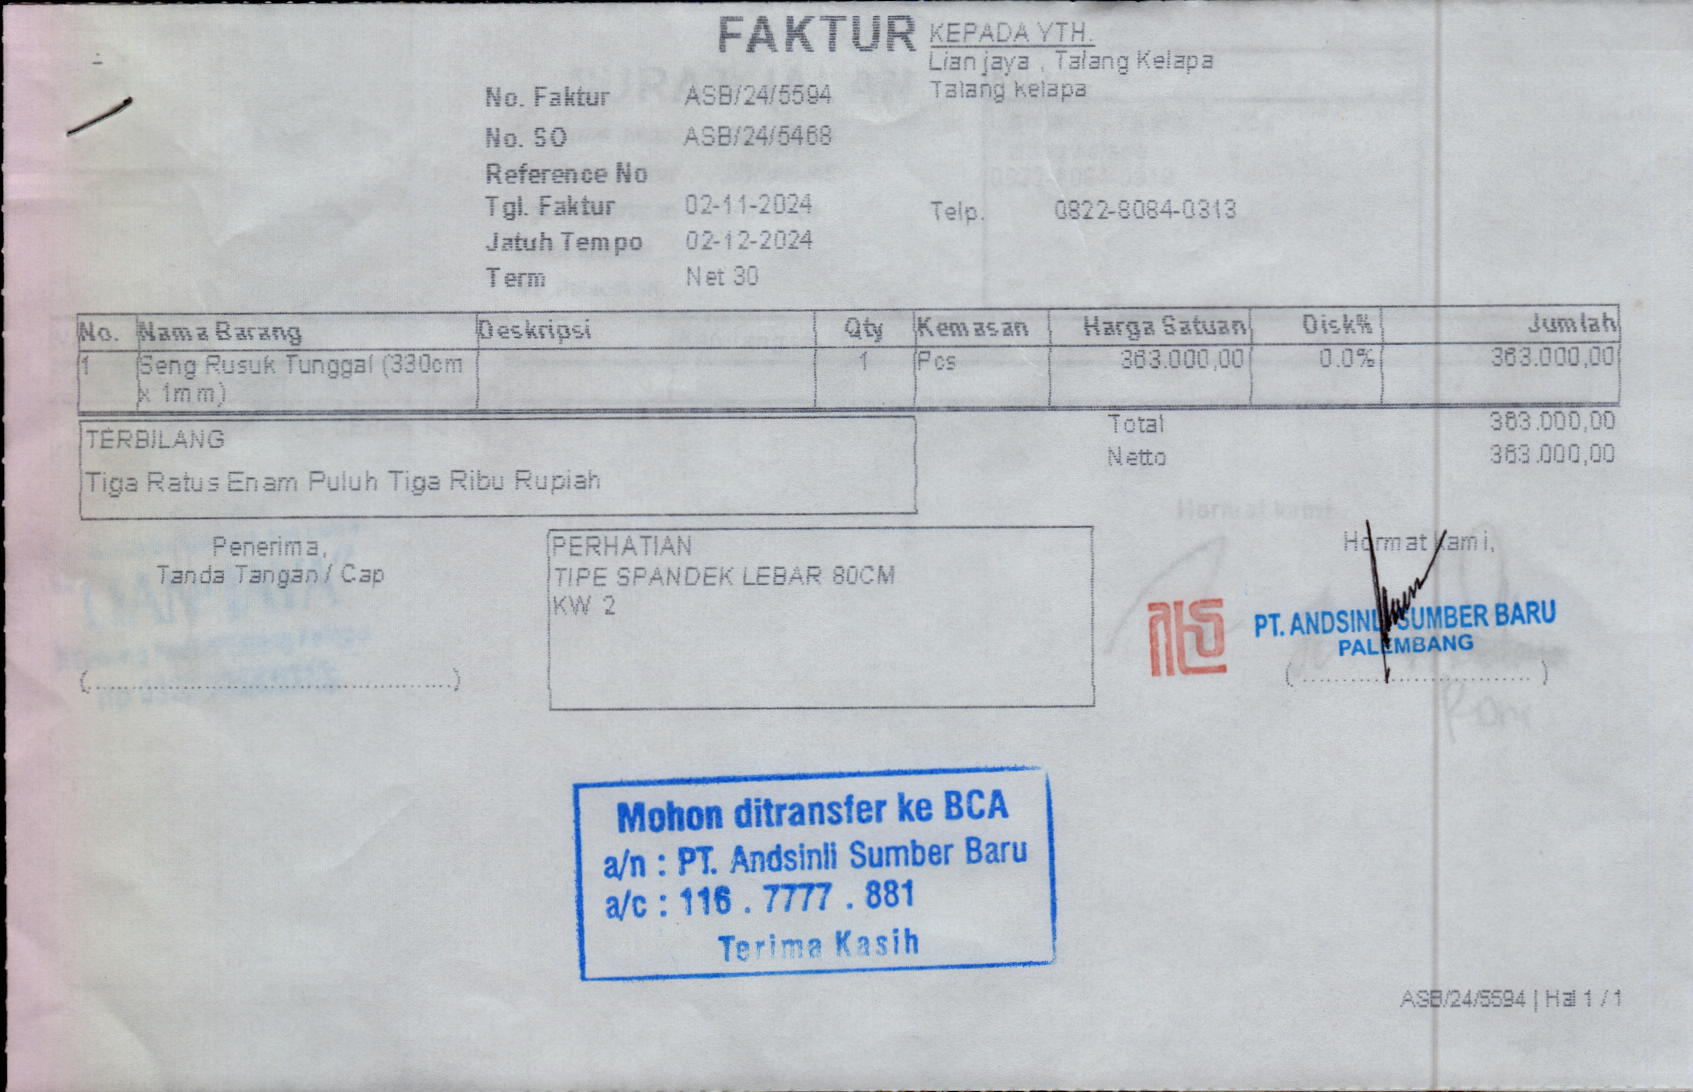 FAKTUR
KEPADA YTH.
Lian jaya , Talang Kelapa
Talang kelapa
No. Faktur ASB/24/5594
No. SO ASB/24/5468
Reference No
Tgl. Faktur 02-11-2024
Telp. 0822-8084-0313
Jatuh Tempo 02-12-2024
Term Net 30
No. Nama Barang Deskripsi Qty Kemasan Harga Satuan Disk% Jumlah
1 Seng Rusuk Tunggal (330cm 1 Pcs 363.000,00 0.0% 363.000,00
x 1mm)
Total 363.000,00
Netto 363.000,00
TERBILANG
Tiga Ratus Enam Puluh Tiga Ribu Rupiah
Penerima,
Tanda Tangan / Cap
(..................................................)
PERHATIAN
TIPE SPANDEK LEBAR 80CM
KW 2
Hormat kami,
PT. ANDSINLI SUMBER BARU
PALEMBANG
(................................)
Mohon ditransfer ke BCA
a/n : PT. Andsinli Sumber Baru
a/c : 116 . 7777 . 881
Terima Kasih
ASB/24/5594 | Hal 1 / 1